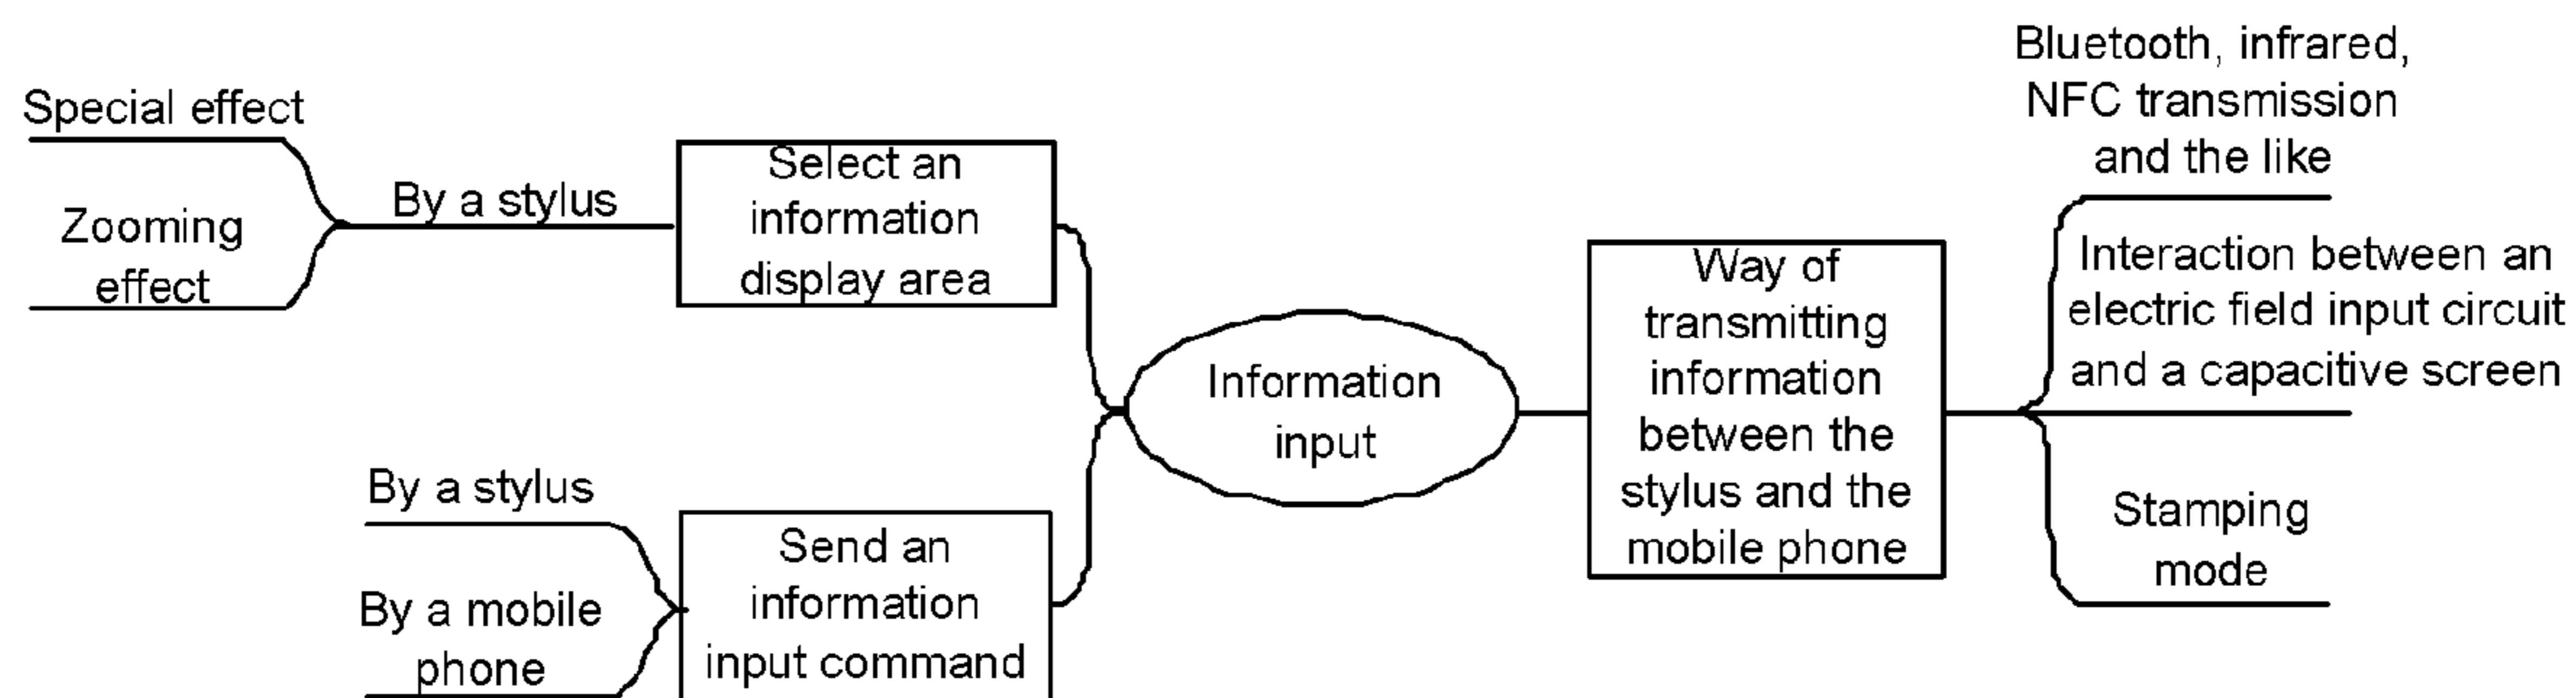 Special effect
Zooming
effect
By a stylus
Select an
information
display area
By a stylus
By a mobile
phone
Send an
information
input command
Information
input
Way of
transmitting
information
between the
stylus and the
mobile phone
Bluetooth, infrared,
NFC transmission
and the like
Interaction between an
electric field input circuit
and a capacitive screen
Stamping
mode